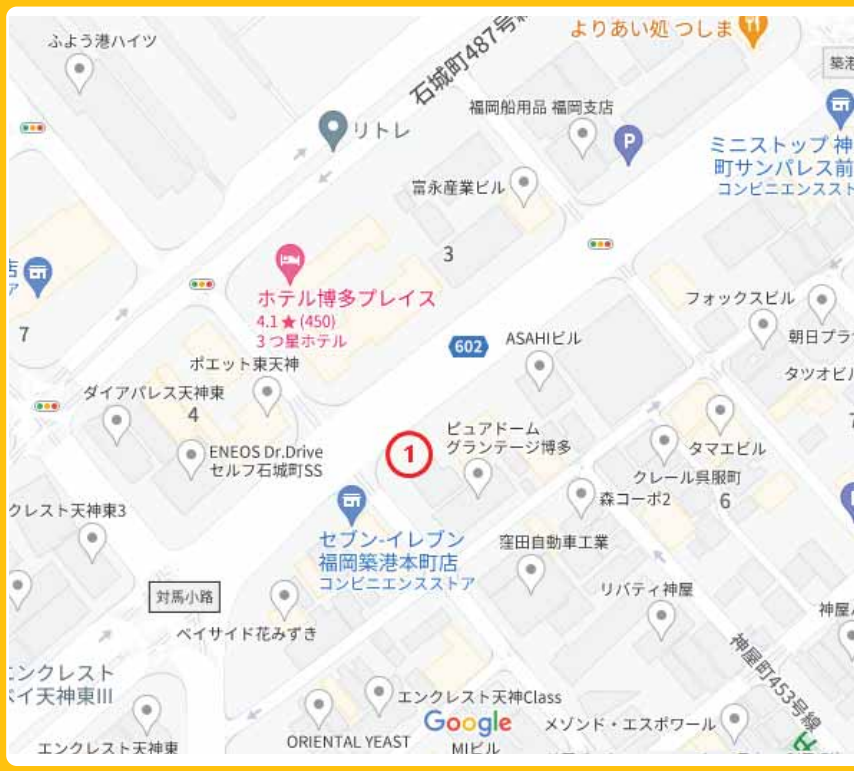 ふよう港ハイツ
石城町487号線
よりあい処 つしま
築港
リトレ
福岡船用品 福岡支店
P
ミニストップ 神
町サンパレス前
コンビニエンススト
富永産業ビル
3
店
ア
ホテル博多プレイス
4.1 ★ (450)
3 つ星ホテル
7
602
ASAHIビル
フォックスビル
朝日プラ
タツオビル
ポエット東天神
ダイアパレス天神東
4
ENEOS Dr.Drive
セルフ石城町SS
1
ピュアドーム
グランテージ博多
タマエビル
クレール呉服町
6
森コーポ2
クレスト天神東3
セブン-イレブン
福岡築港本町店
コンビニエンスストア
窪田自動車工業
リバティ神屋
対馬小路
ベイサイド花みずき
神屋
神屋町453号線
エンクレスト
ベイ天神東III
エンクレスト天神Class
Google
メゾンド・エスポワール
エンクレスト天神東
ORIENTAL YEAST
MIビル